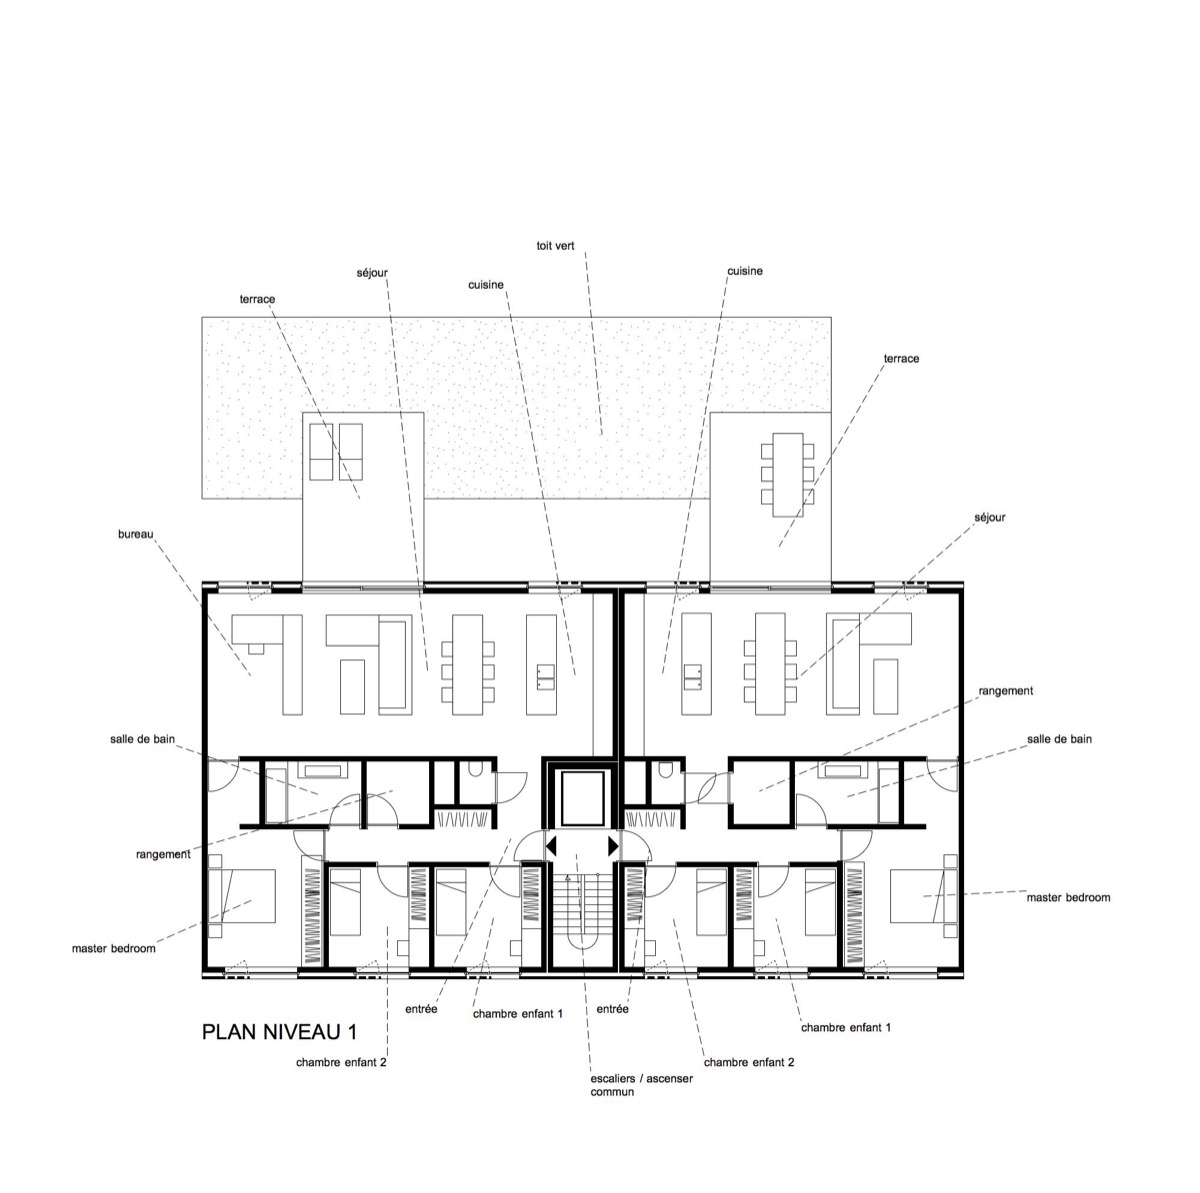 toit vert
séjour
cuisine
cuisine
terrace
terrace
séjour
bureau
rangement
salle de bain
salle de bain
rangement
master bedroom
master bedroom
entrée
chambre enfant 1
entrée
PLAN NIVEAU 1
chambre enfant 1
chambre enfant 2
chambre enfant 2
escaliers / ascenser
commun